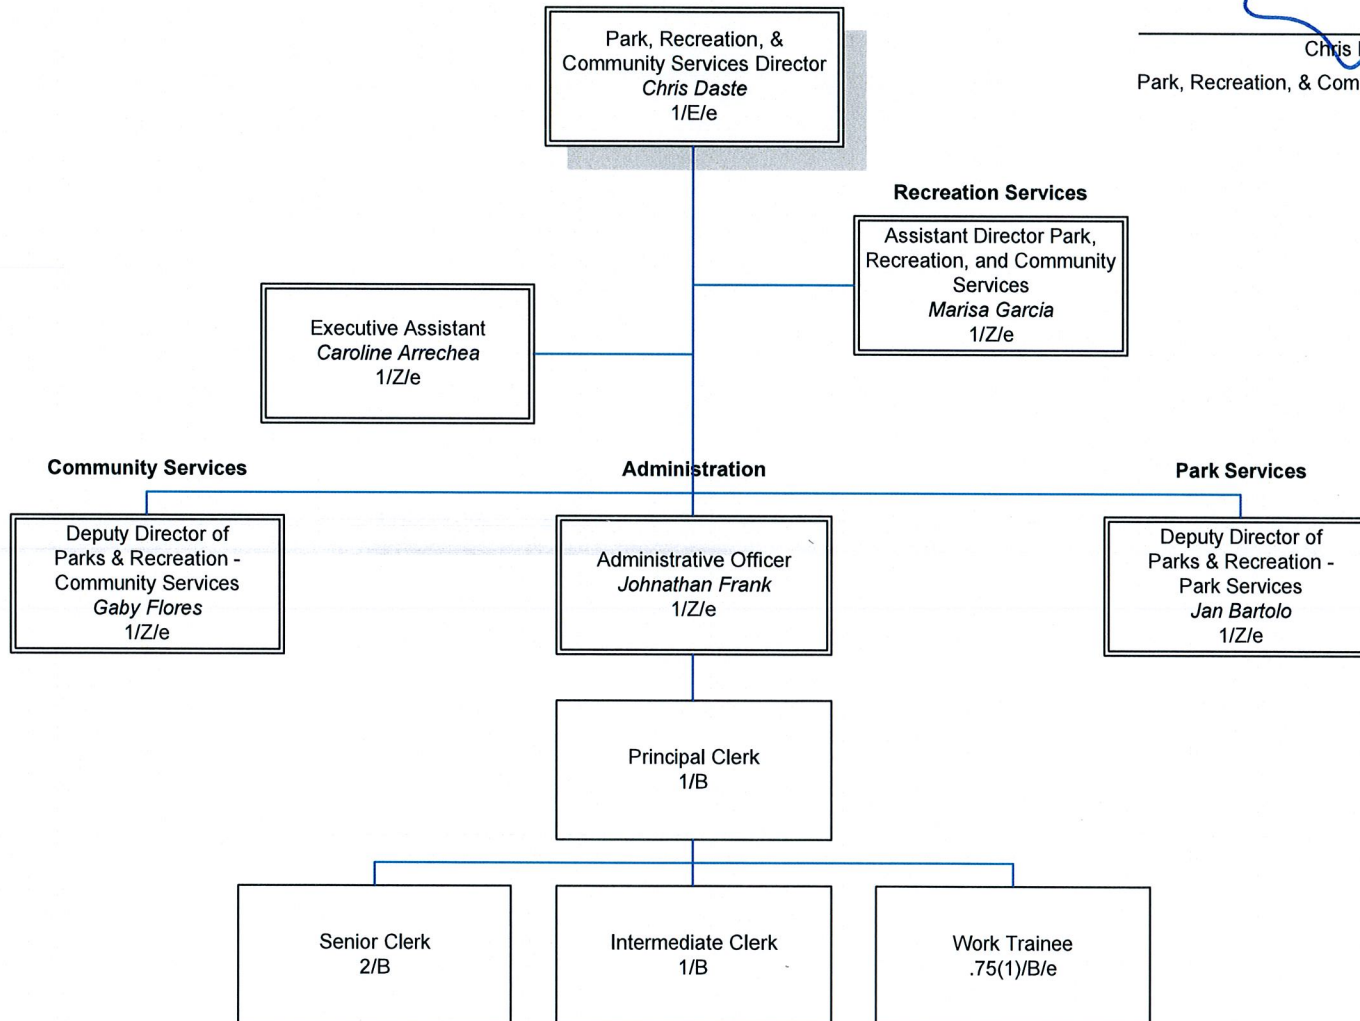 Park, Recreation, &
Community Services Director
Chris Daste
1/E/e
Chris
Park, Recreation, & Com
Recreation Services
Assistant Director Park,
Recreation, and Community
Services
Marisa Garcia
1/Z/e
Executive Assistant
Caroline Arrechea
1/Z/e
Community Services
Administration
Park Services
Deputy Director of
Parks & Recreation -
Community Services
Gaby Flores
1/Z/e
Administrative Officer
Johnathan Frank
1/Z/e
Deputy Director of
Parks & Recreation -
Park Services
Jan Bartolo
1/Z/e
Principal Clerk
1/B
Senior Clerk
2/B
Intermediate Clerk
1/B
Work Trainee
.75(1)/B/e